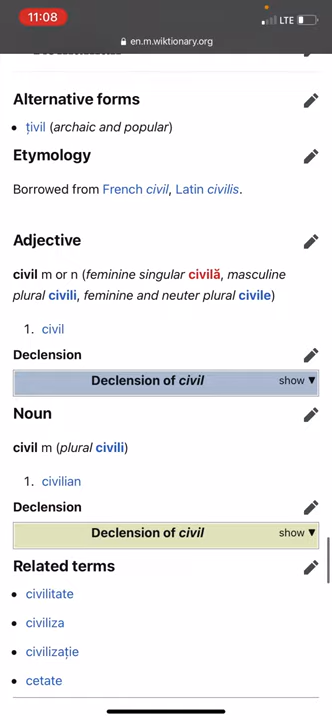 11:08
LTE
en.m.wiktionary.org
Alternative forms
țivil (archaic and popular)
Etymology
Borrowed from French civil, Latin civilis.
Adjective
civil m or n (feminine singular civilă, masculine
plural civili, feminine and neuter plural civile)
1. civil
Declension
Declension of civil show ▼
Noun
civil m (plural civili)
1. civilian
Declension
Declension of civil show ▼
Related terms
civilitate
civiliza
civilizație
cetate